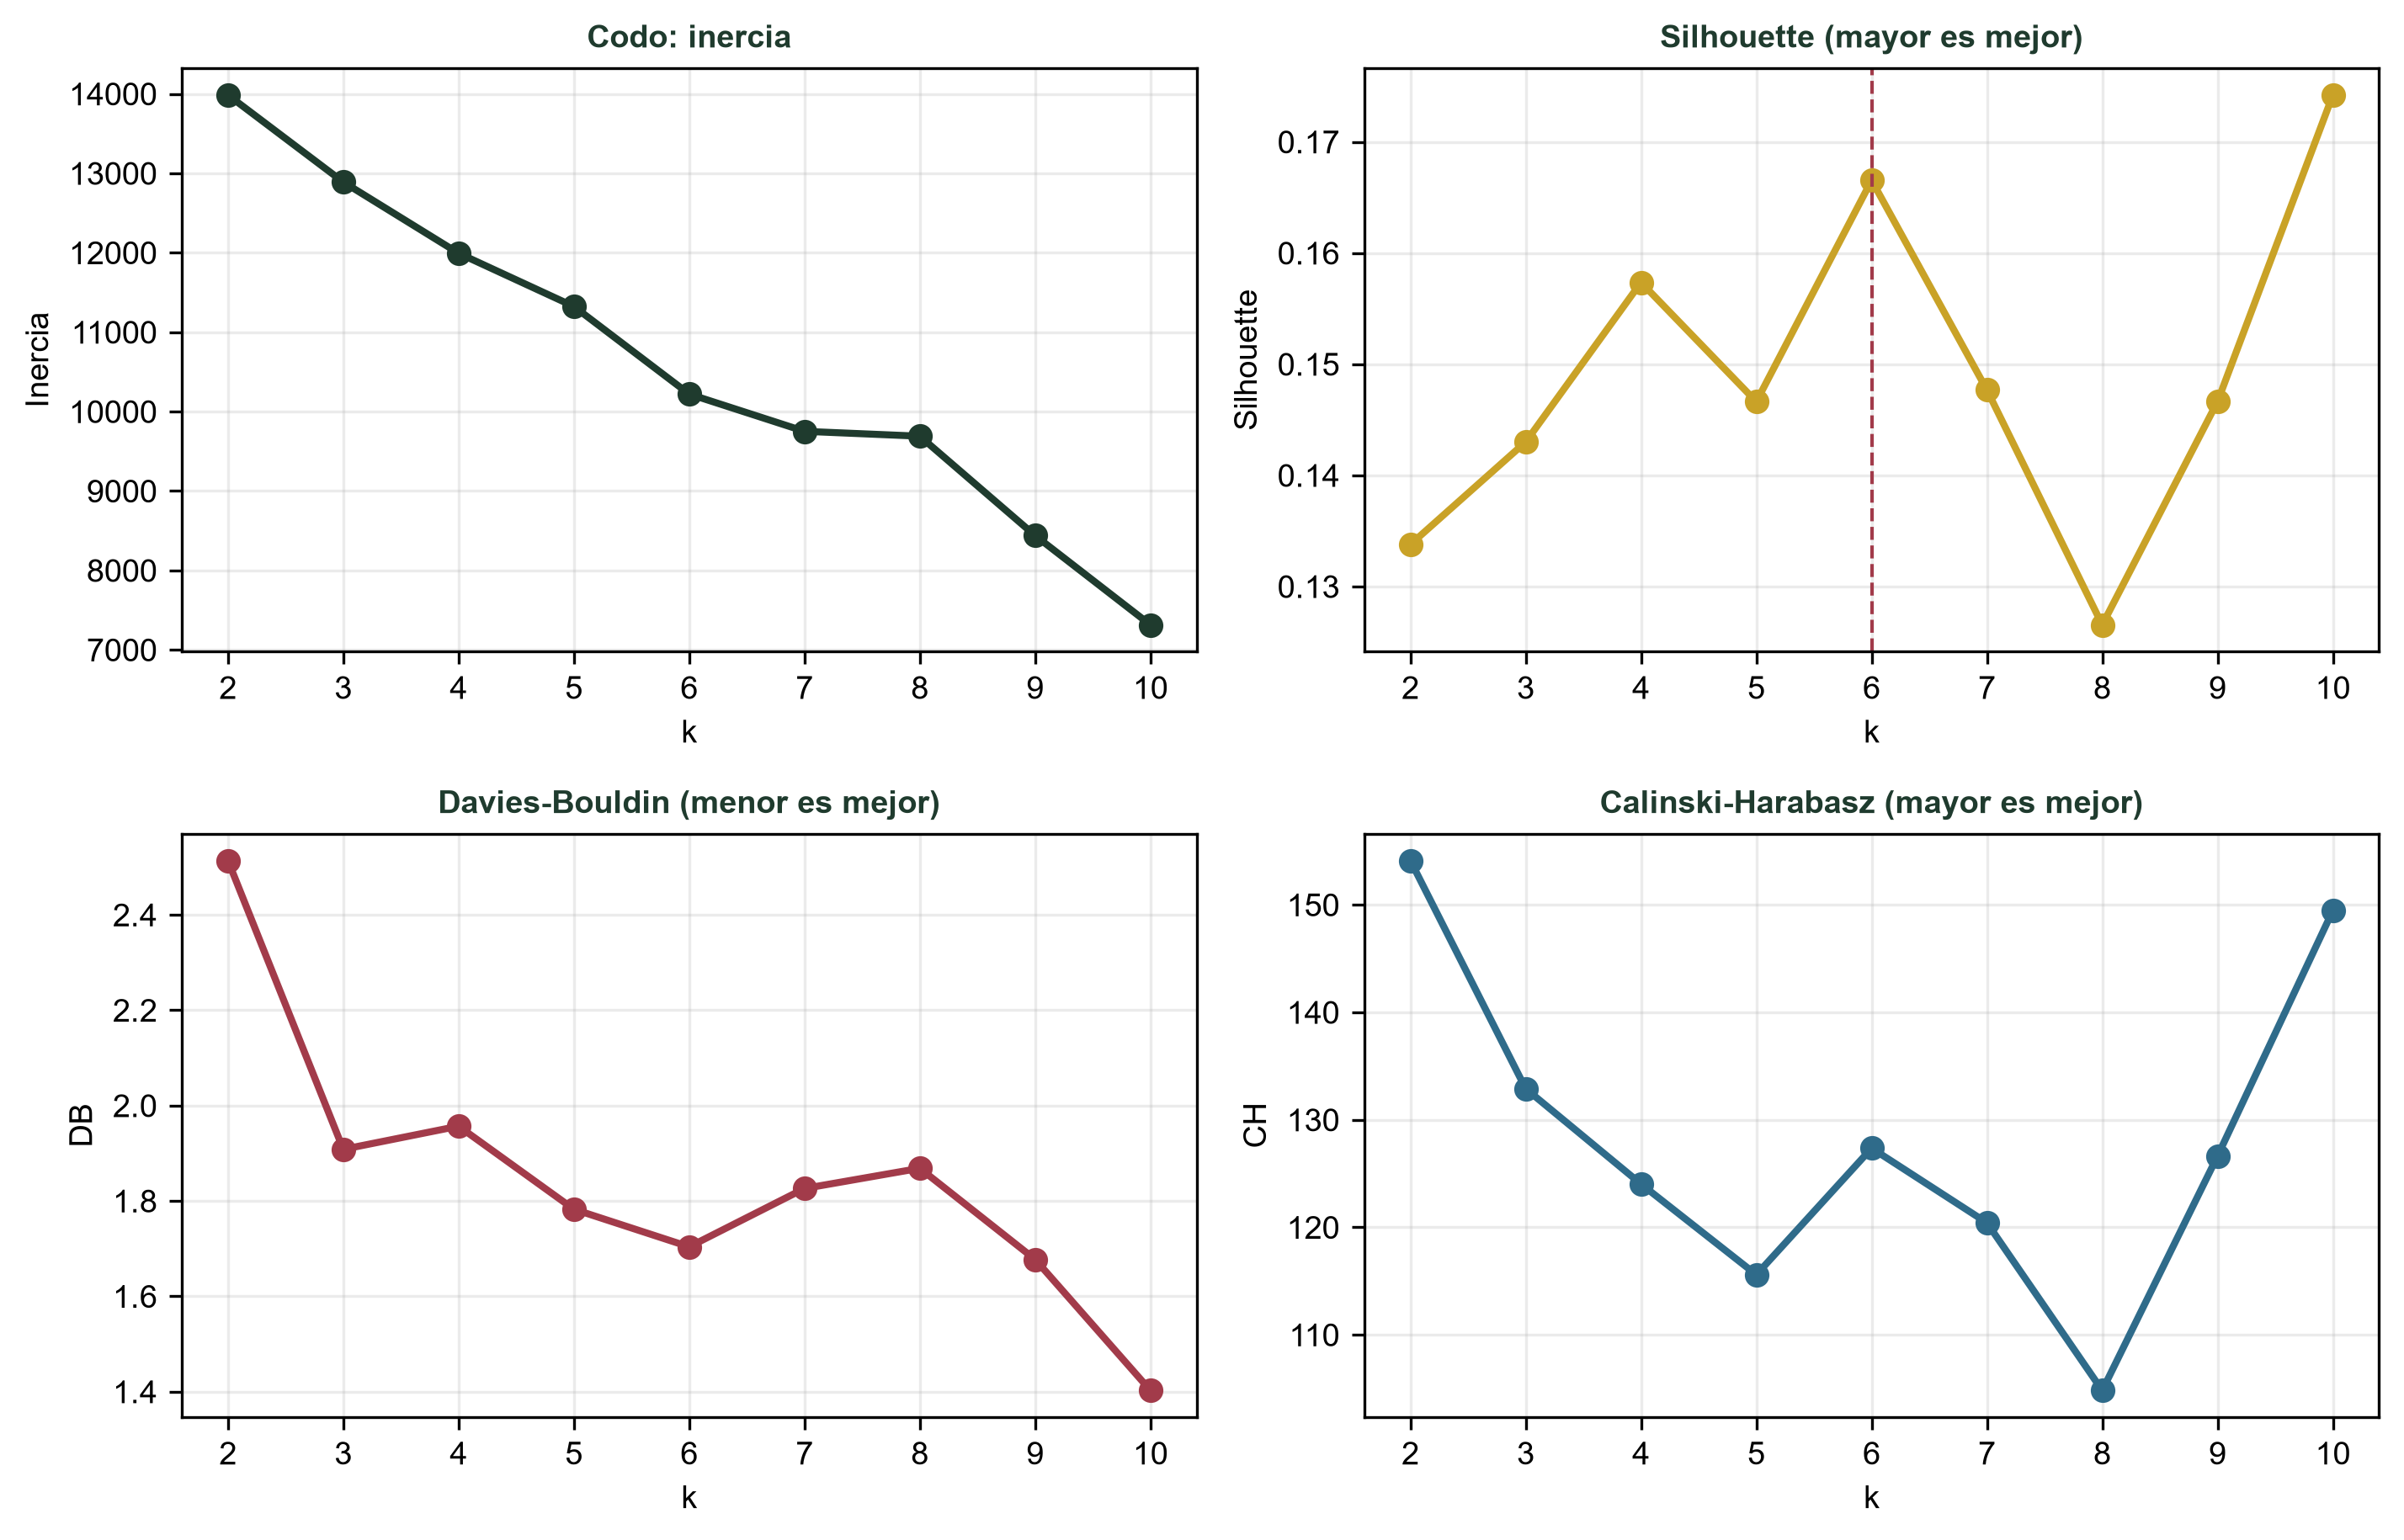 Codo: inercia
14000
13000
12000
11000
10000
9000
8000
7000
Inercia
2 3 4 5 6 7 8 9 10
k
Silhouette (mayor es mejor)
0.17
0.16
0.15
0.14
0.13
Silhouette
2 3 4 5 6 7 8 9 10
k
Davies-Bouldin (menor es mejor)
2.4
2.2
2.0
1.8
1.6
1.4
DB
2 3 4 5 6 7 8 9 10
k
Calinski-Harabasz (mayor es mejor)
150
140
130
120
110
CH
2 3 4 5 6 7 8 9 10
k